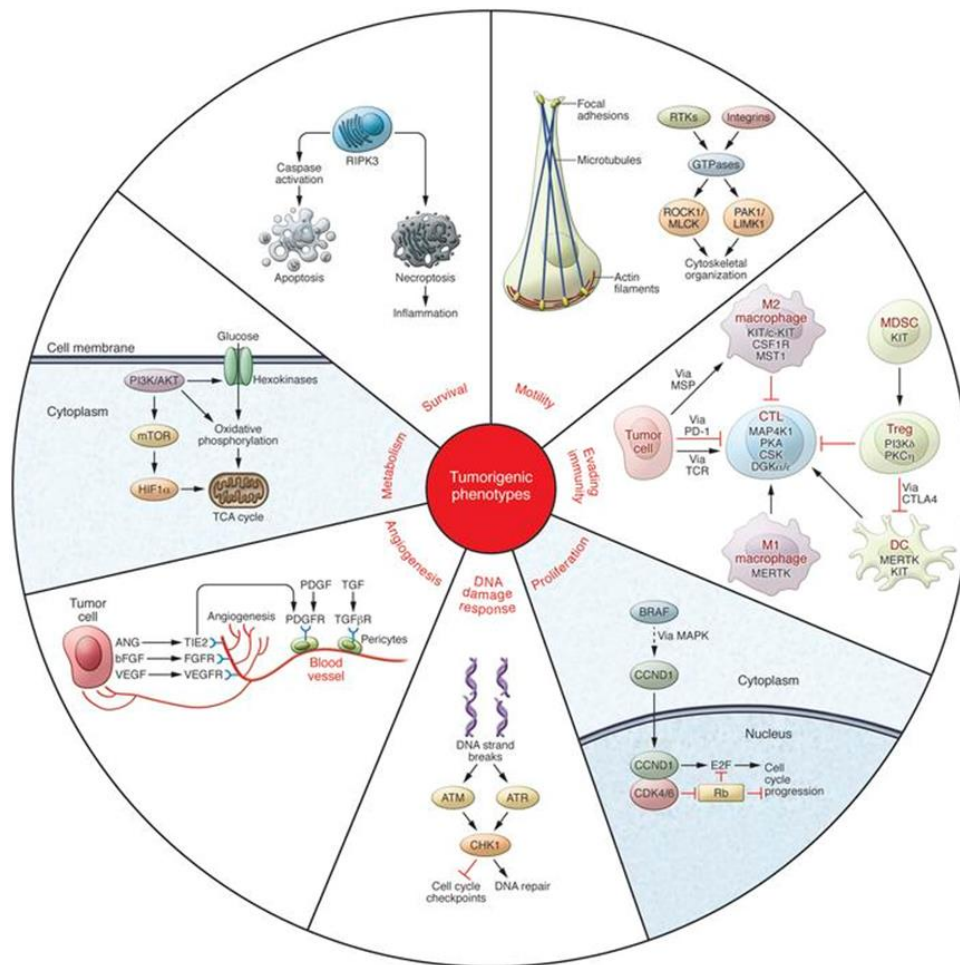 RIPK3
Caspase
activation
Apoptosis
Necroptosis
Inflammation
Survival
Focal
adhesions
Microtubules
Actin
filaments
RTKs
Integrins
GTPases
ROCK1/
MLCK
PAK1/
LIMK1
Cytoskeletal
organization
Motility
M2
macrophage
KIT/c-KIT
CSF1R
MST1
MDSC
KIT
Via
MSP
Tumor
cell
Via
PD-1
Via
TCR
CTL
MAP4K1
PKA
CSK
DGKα/ε
Treg
PI3Kδ
PKCη
Via
CTLA4
M1
macrophage
MERTK
DC
MERTK
KIT
Evading
immunity
BRAF
Via MAPK
CCND1
Cytoplasm
Nucleus
CCND1
E2F
Cell
cycle
progression
CDK4/6
Rb
Proliferation
DNA
damage
response
DNA strand
breaks
ATM
ATR
CHK1
Cell cycle
checkpoints
DNA repair
Angiogenesis
Tumor
cell
Angiogenesis
PDGF
TGF
ANG
TIE2
PDGFR
TGFβR
bFGF
FGFR
Pericytes
VEGF
VEGFR
Blood
vessel
Metabolism
Cell membrane
Glucose
PI3K/AKT
Hexokinases
Cytoplasm
mTOR
Oxidative
phosphorylation
HIF1α
TCA cycle
Tumorigenic
phenotypes